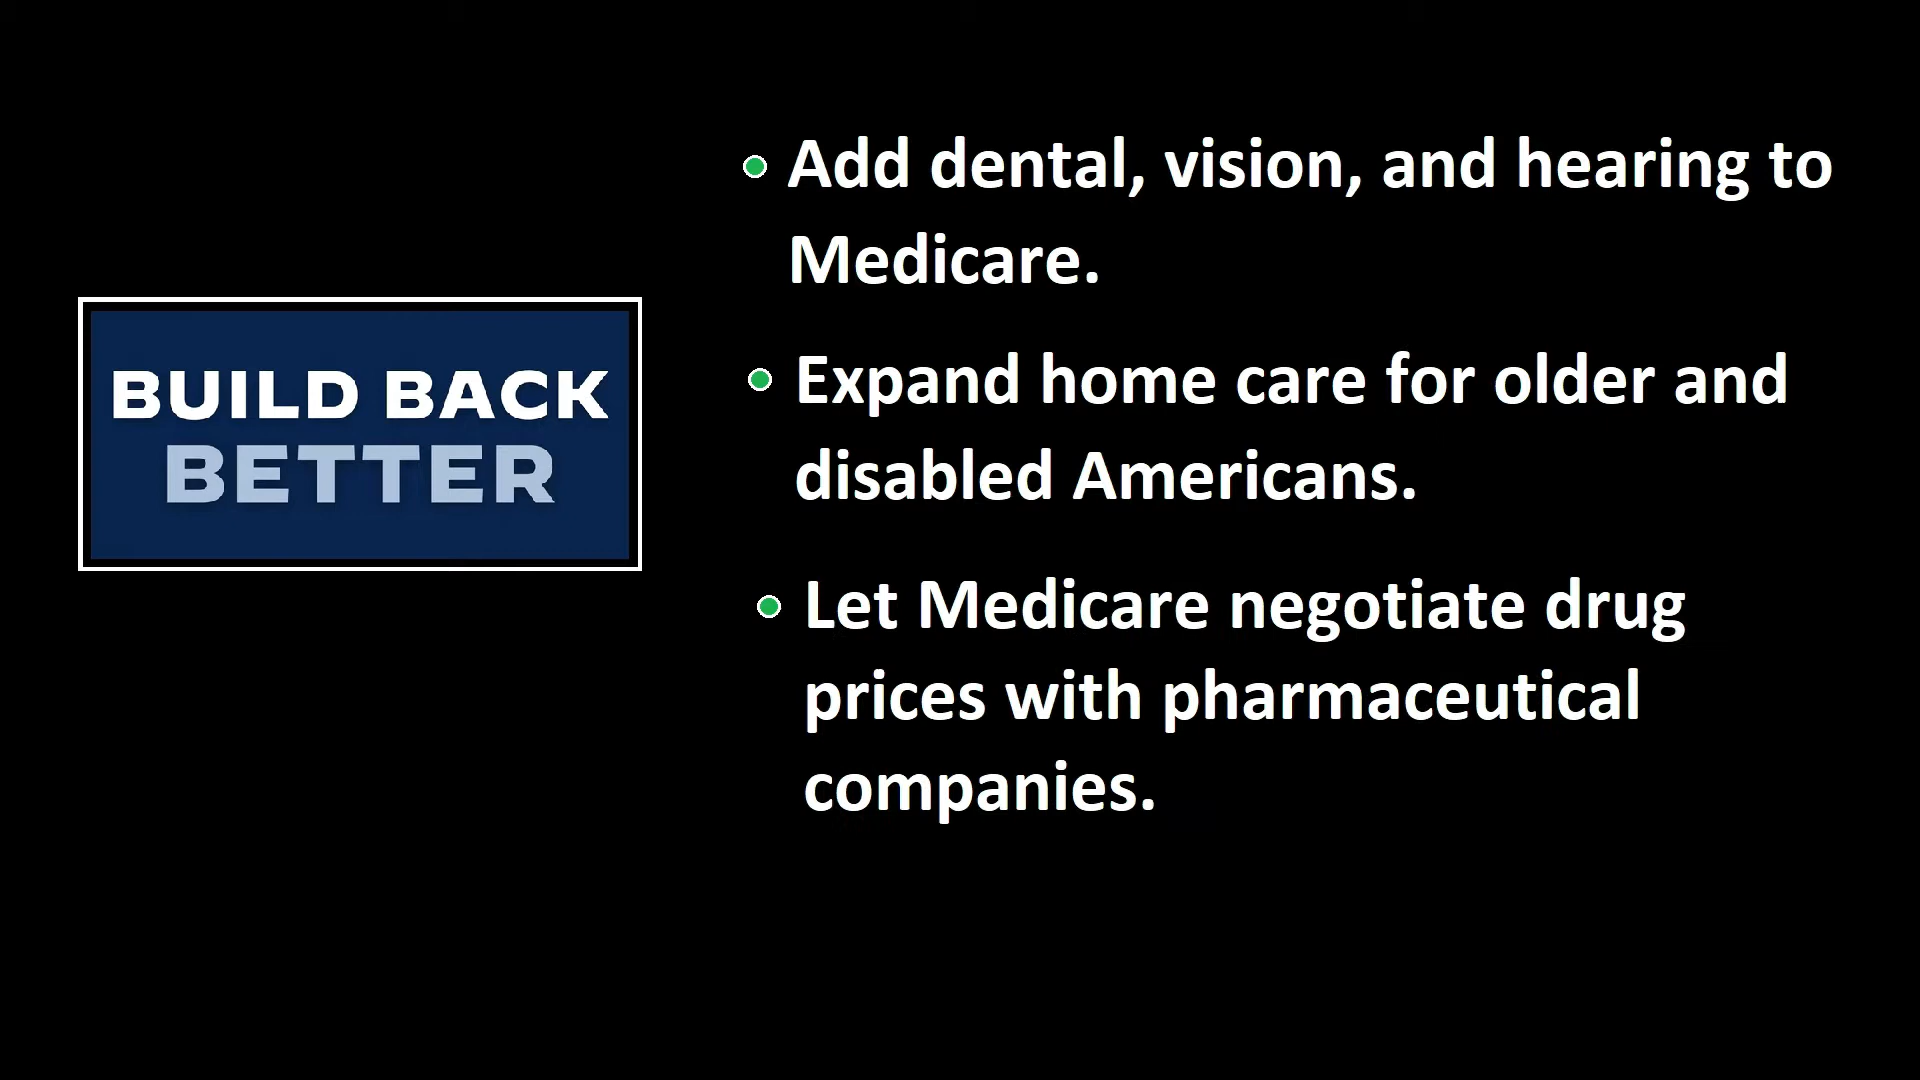 BUILD BACK
BETTER
Add dental, vision, and hearing to
Medicare.
Expand home care for older and
disabled Americans.
Let Medicare negotiate drug
prices with pharmaceutical
companies.